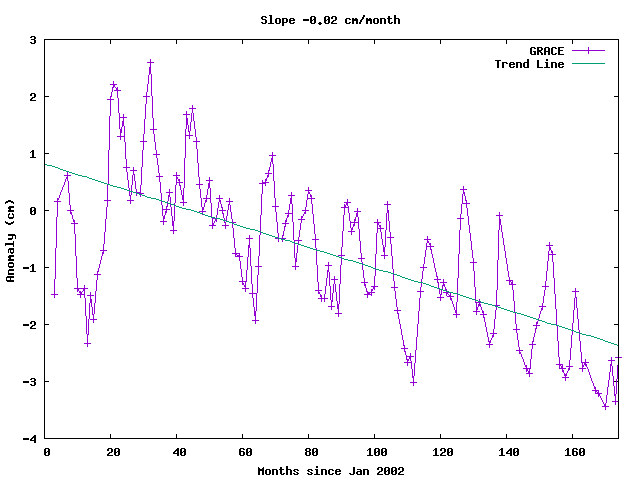 Slope -0.02 cm/month
GRACE
Trend Line
3
2
1
0
-1
-2
-3
-4
Anomaly (cm)
0 20 40 60 80 100 120 140 160
Months since Jan 2002